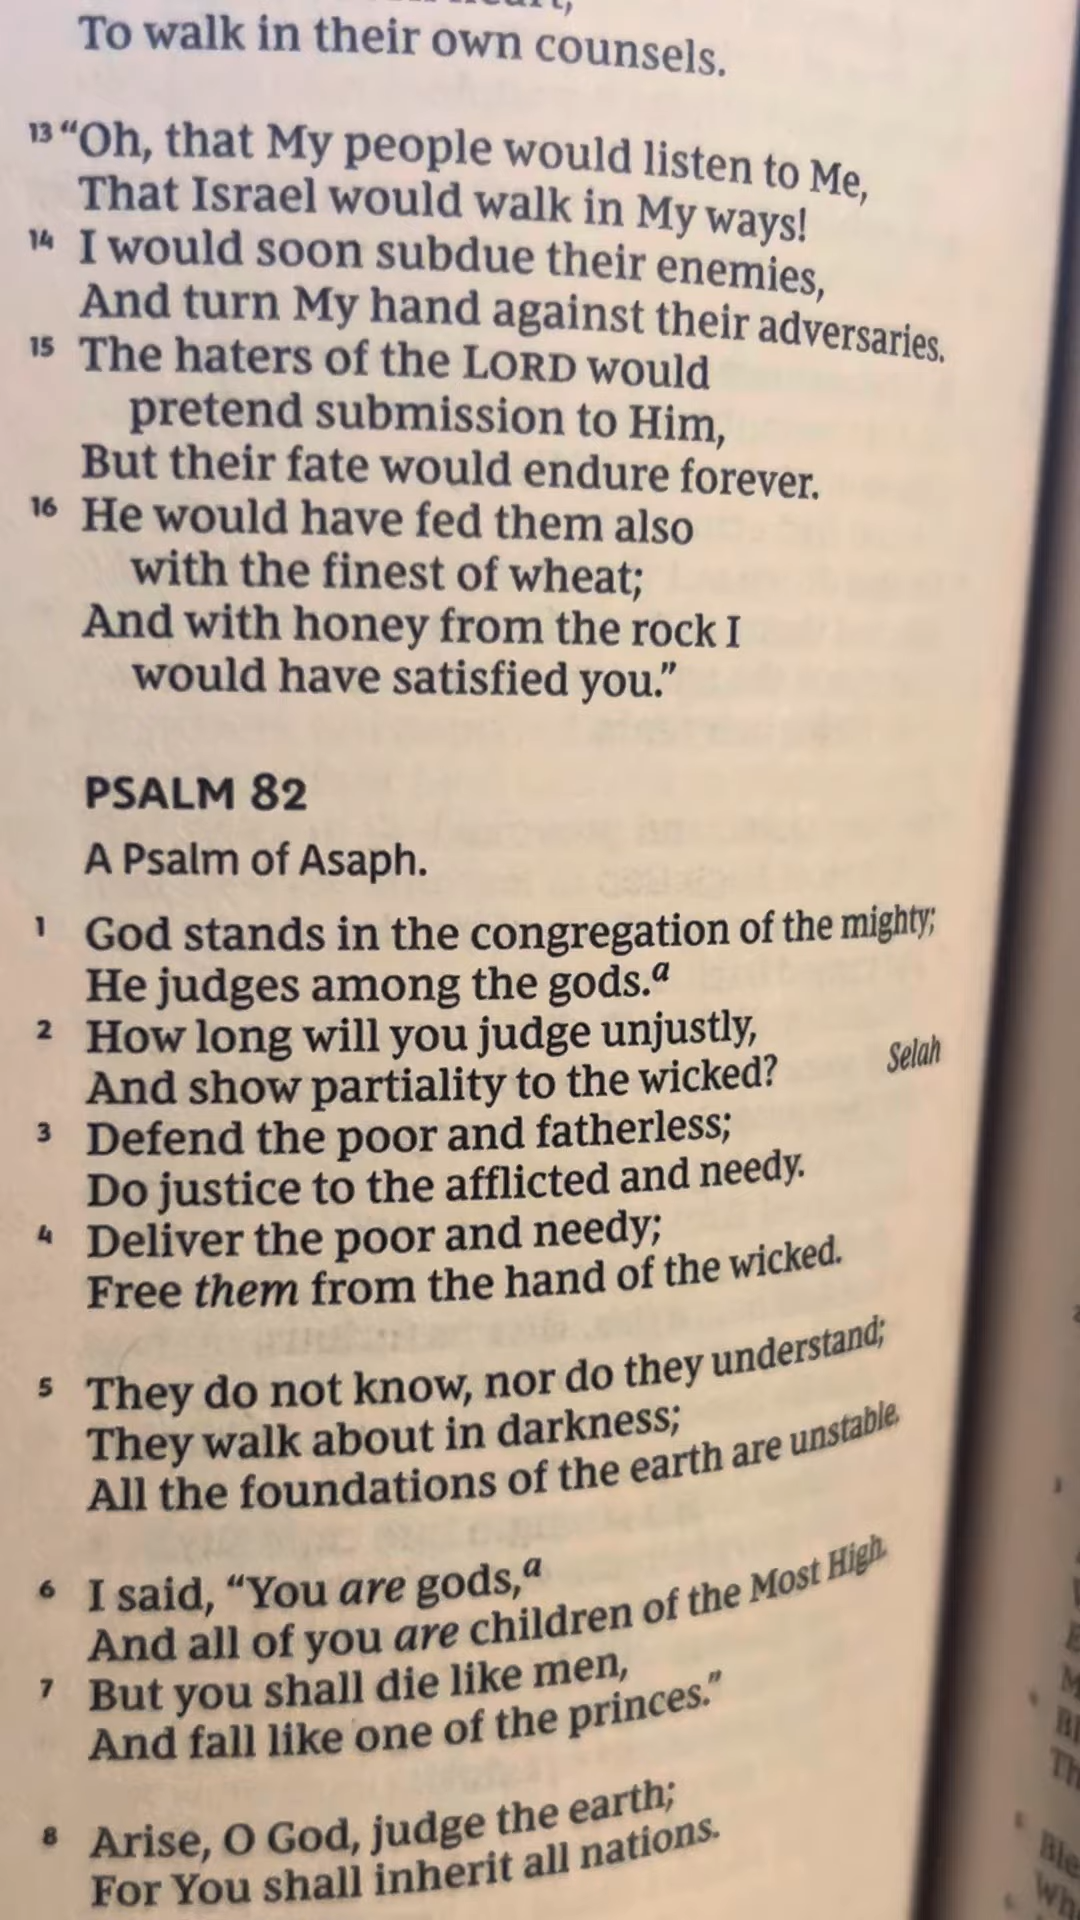 To walk in their own counsels.
13 “Oh, that My people would listen to Me,
That Israel would walk in My ways!
14 I would soon subdue their enemies,
And turn My hand against their adversaries.
15 The haters of the LORD would
pretend submission to Him,
But their fate would endure forever.
16 He would have fed them also
with the finest of wheat;
And with honey from the rock I
would have satisfied you.”
PSALM 82
A Psalm of Asaph.
1 God stands in the congregation of the mighty;
He judges among the gods.a
2 How long will you judge unjustly,
And show partiality to the wicked? Selah
3 Defend the poor and fatherless;
Do justice to the afflicted and needy.
4 Deliver the poor and needy;
Free them from the hand of the wicked.
5 They do not know, nor do they understand;
They walk about in darkness;
All the foundations of the earth are unstable.
6 I said, “You are gods,a
And all of you are children of the Most High.
7 But you shall die like men,
And fall like one of the princes.”
8 Arise, O God, judge the earth;
For You shall inherit all nations.